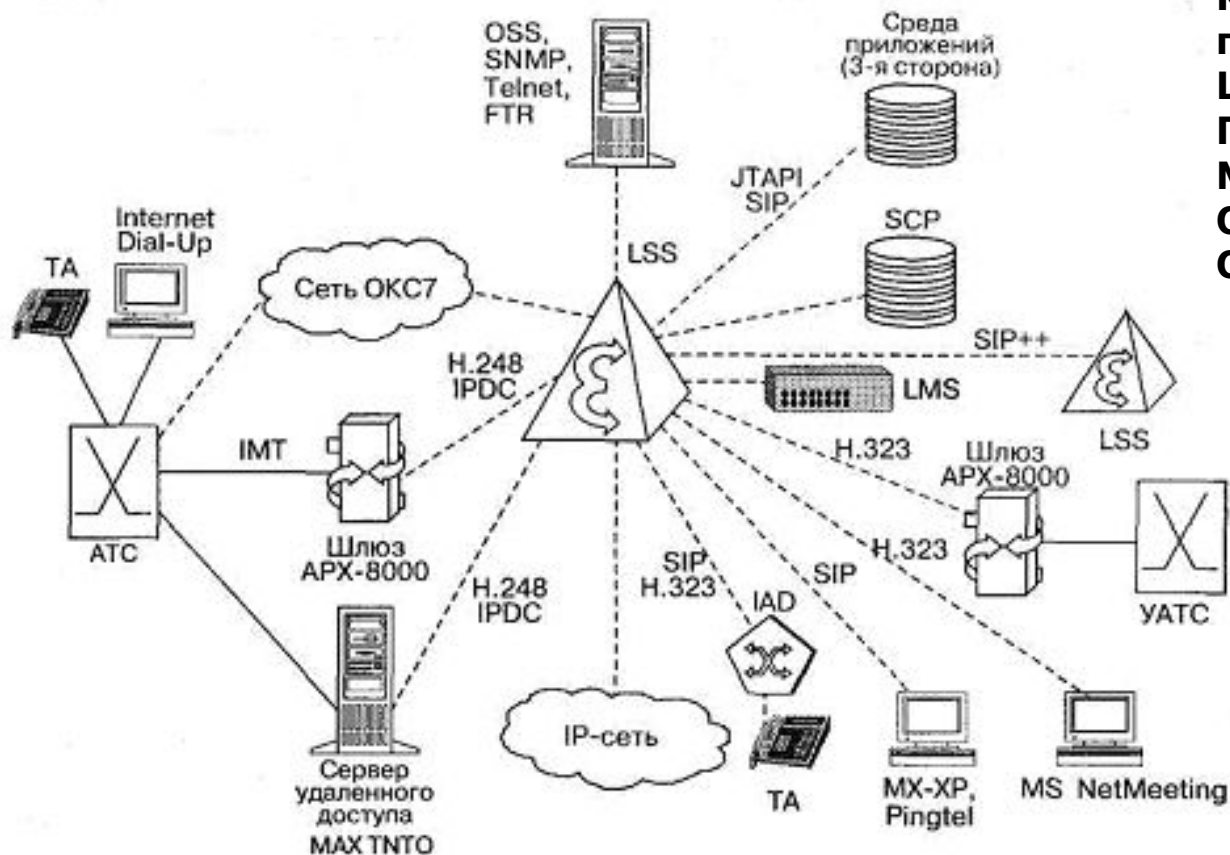 OSS,
SNMP,
Telnet,
FTR
Среда
приложений
(3-я сторона)
JTAPI
SIP
SCP
LSS
Internet
Dial-Up
TA
Сеть ОКС7
SIP++
LMS
LSS
H.248
IPDC
IMT
АТС
Шлюз
APX-8000
H.323
Шлюз
APX-8000
УАТС
H.248
IPDC
SIP
H.323
IAD
SIP
H.323
IP-сеть
TA
Сервер
удаленного
доступа
MAX TNTO
MX-XP,
Pingtel
MS NetMeeting